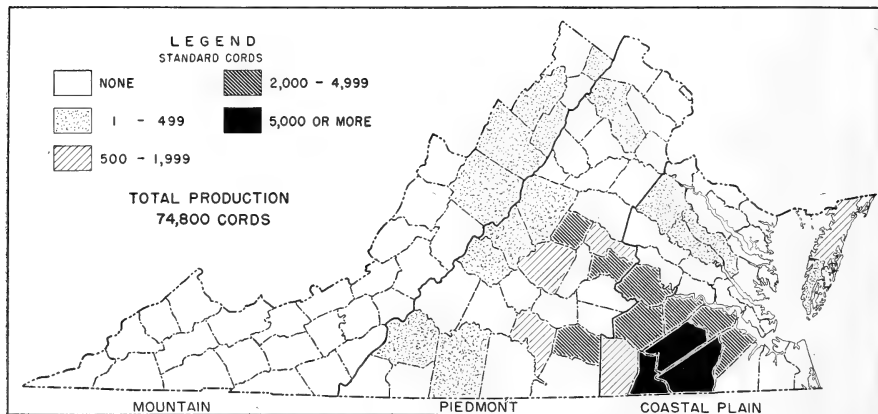 LEGEND
STANDARD CORDS
NONE
1 - 499
500 - 1,999
2,000 - 4,999
5,000 OR MORE
TOTAL PRODUCTION
74,800 CORDS
MOUNTAIN PIEDMONT COASTAL PLAIN